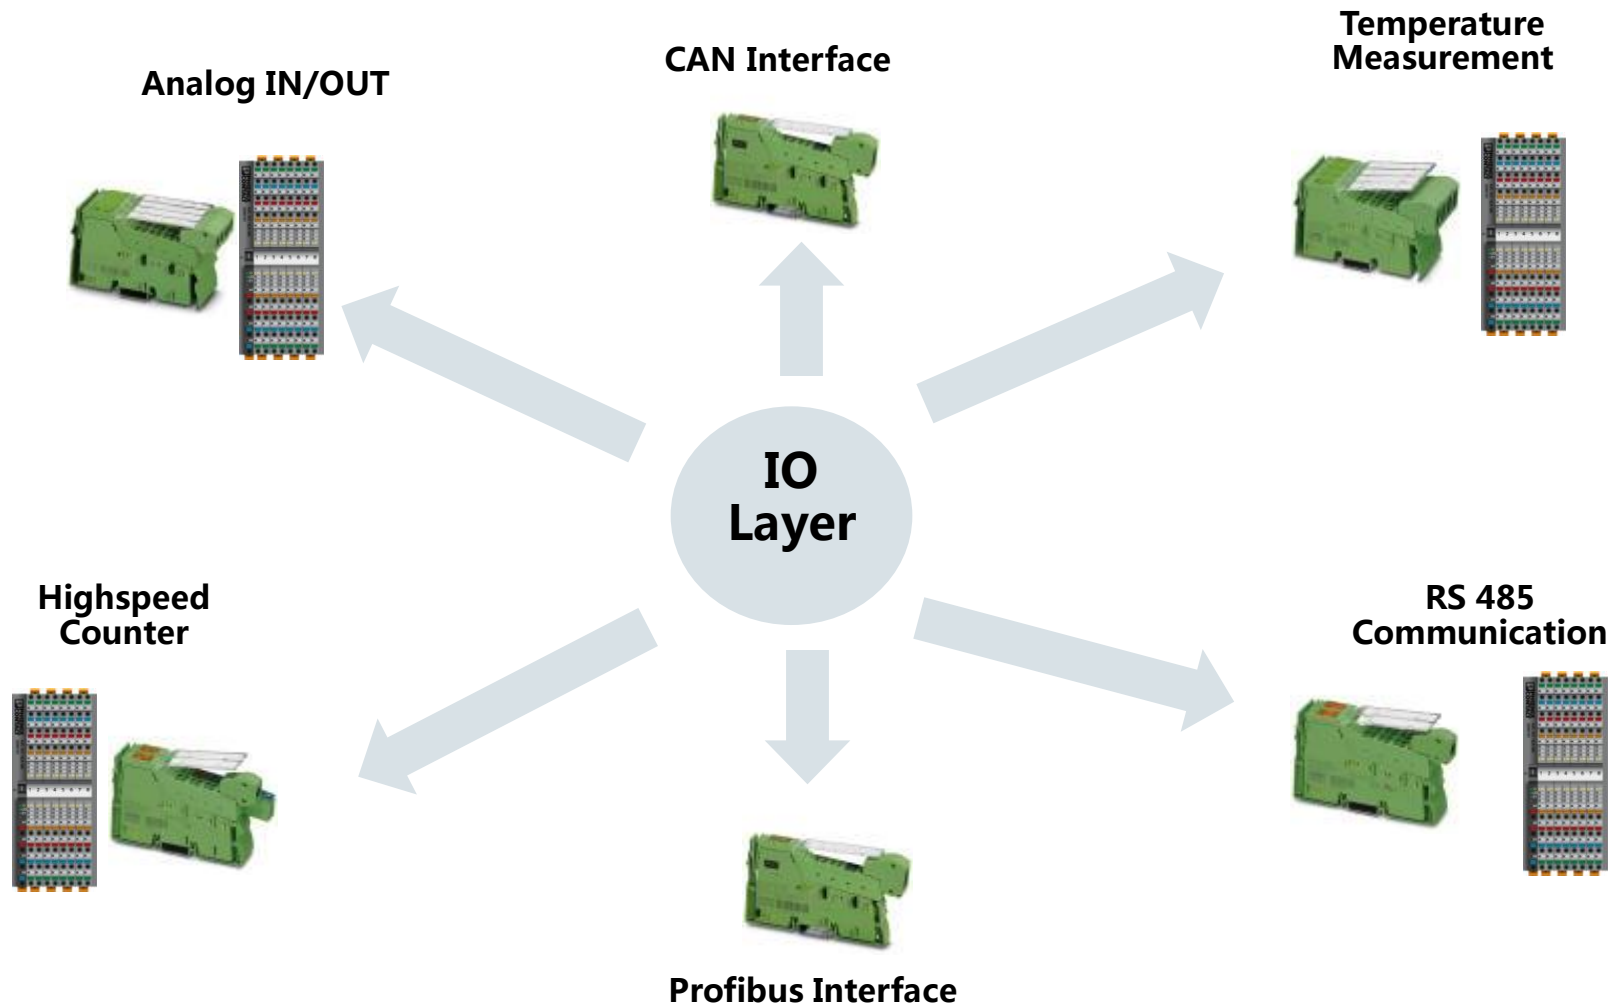 Temperature
Measurement
CAN Interface
Analog IN/OUT
IO
Layer
Highspeed
Counter
RS 485
Communication
Profibus Interface